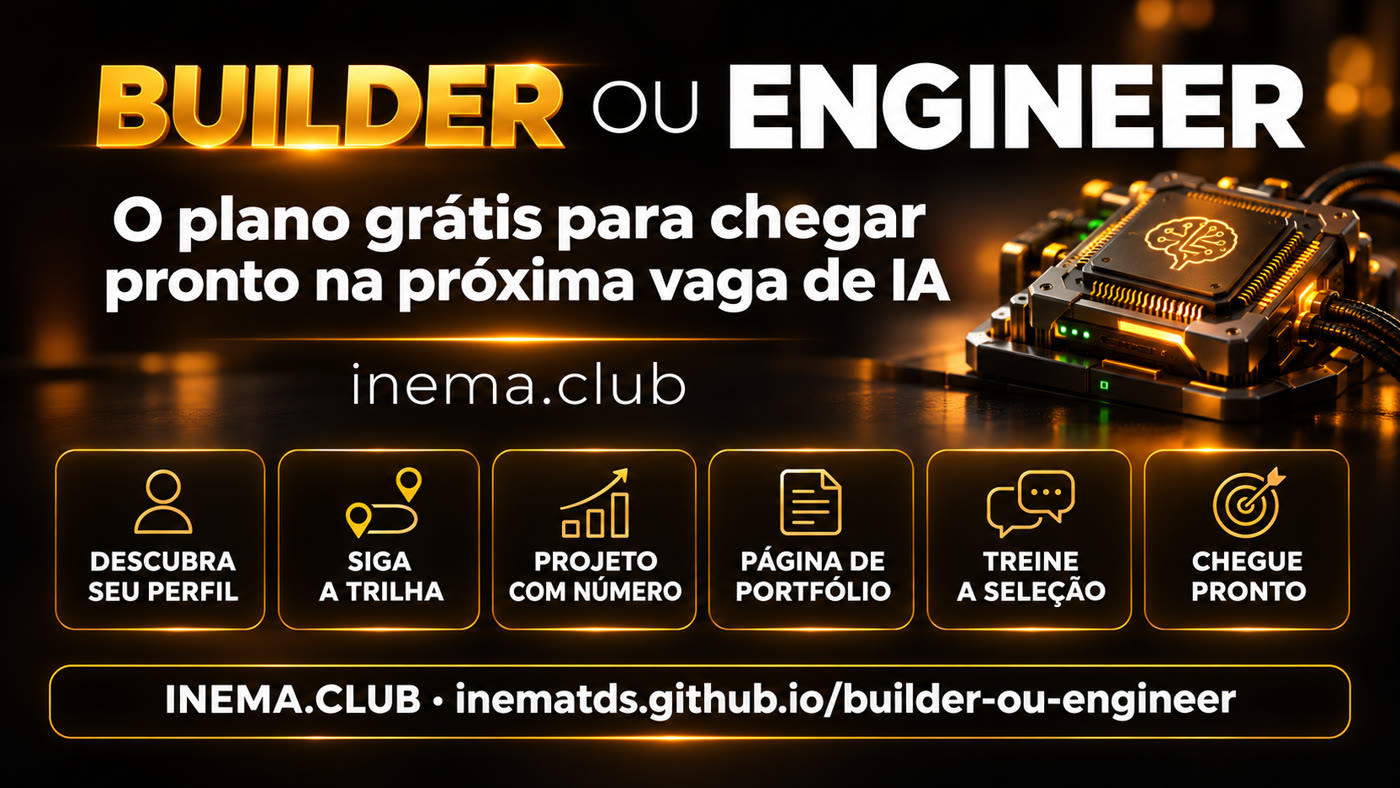 BUILDER OU ENGINEER
O plano grátis para chegar
pronto na próxima vaga de IA
inema.club
DESCUBRA
SEU PERFIL
SIGA
A TRILHA
PROJETO
COM NÚMERO
PÁGINA DE
PORTFÓLIO
TREINE
A SELEÇÃO
CHEGUE
PRONTO
INEMA.CLUB • inematds.github.io/builder-ou-engineer